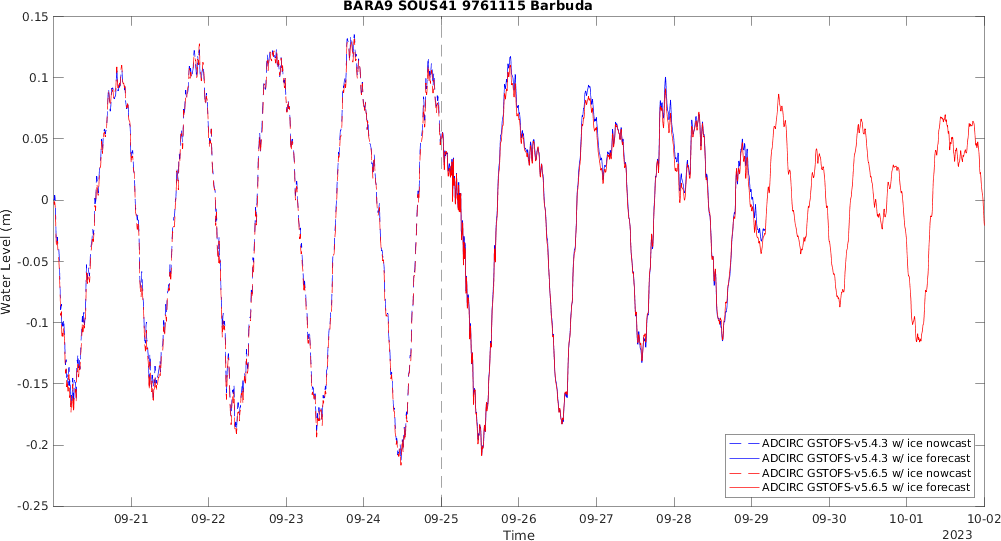 BARA9 SOUS41 9761115 Barbuda
0.15
0.1
0.05
0
-0.05
-0.1
-0.15
-0.2
-0.25
Water Level (m)
ADCIRC GSTOFS-v5.4.3 w/ ice nowcast
ADCIRC GSTOFS-v5.4.3 w/ ice forecast
ADCIRC GSTOFS-v5.6.5 w/ ice nowcast
ADCIRC GSTOFS-v5.6.5 w/ ice forecast
09-21 09-22 09-23 09-24 09-25 09-26 09-27 09-28 09-29 09-30 10-01 10-02
Time
2023